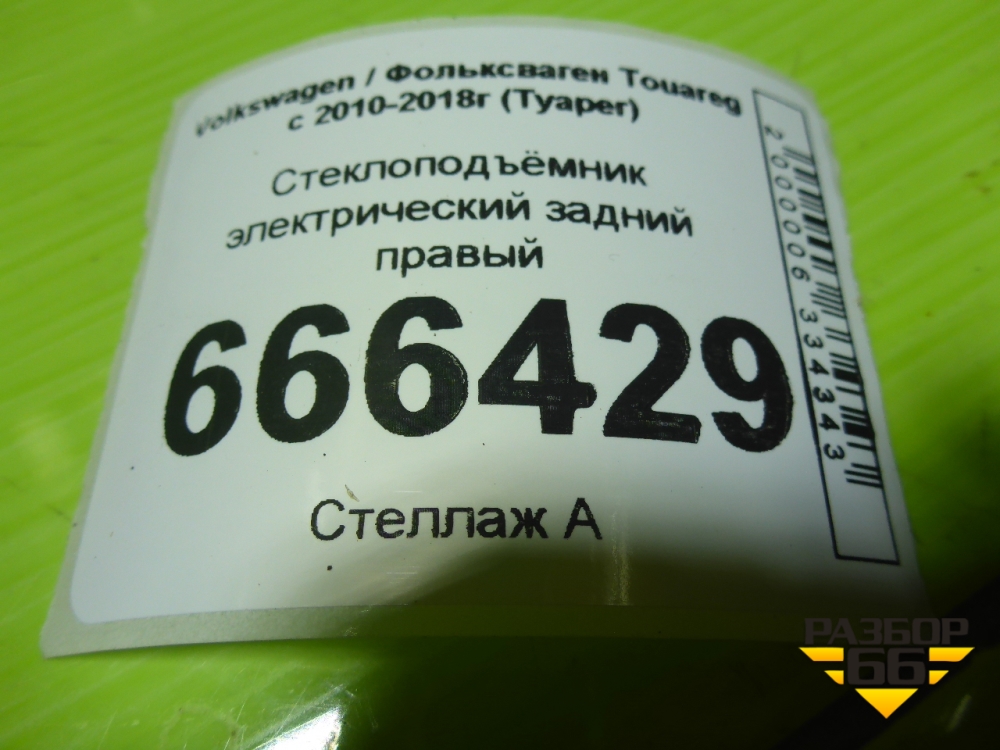 Volkswagen / Фольксваген Touareg
с 2010-2018г (Туарег)
Стеклоподъёмник
электрический задний
правый
666429
Стеллаж А
2000006334343
РАЗБОР
66